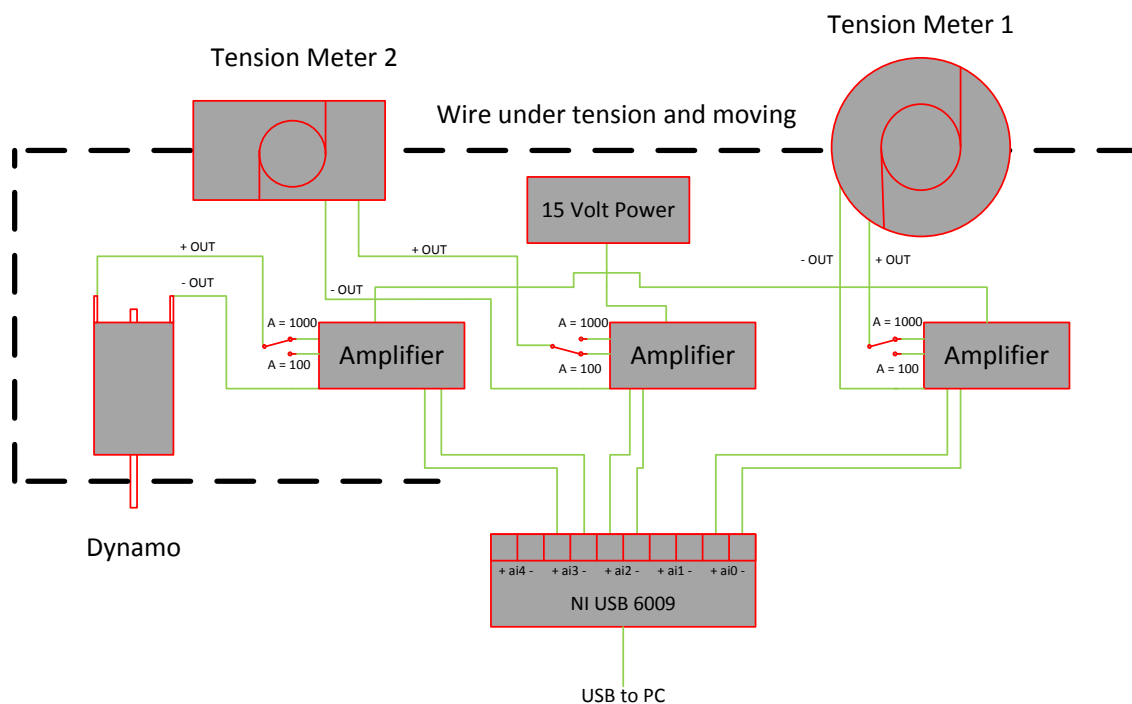 Tension Meter 1
Tension Meter 2
Wire under tension and moving
15 Volt Power
+ OUT
- OUT
+ OUT
- OUT
- OUT
+ OUT
A = 1000
A = 100
Amplifier
A = 1000
A = 100
Amplifier
A = 1000
A = 100
Amplifier
Dynamo
+ ai4 - + ai3 - + ai2 - + ai1 - + ai0 -
NI USB 6009
USB to PC